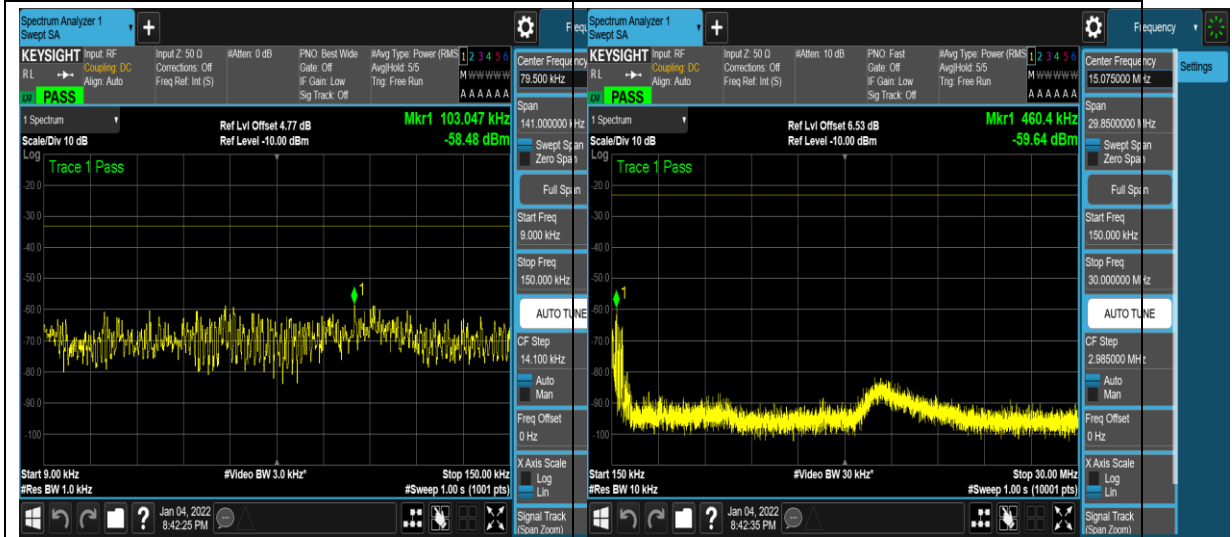 Spectrum Analyzer 1
Swept SA
+
Frequ
KEYSIGHT Input: RF
RL
Coupling: DC
Align: Auto
Input Z: 50 Ω
Corrections: Off
Freq Ref: Int (S)
#Atten: 0 dB
PNO: Best Wide
Gate: Off
IF Gain: Low
Sig Track: Off
#Avg Type: Power (RMS
Avg|Hold: 5/5
Trig: Free Run
1 2 3 4 5 6
M W W W W W
A A A A A A
PASS
1 Spectrum
Scale/Div 10 dB
Ref Lvl Offset 4.77 dB
Ref Level -10.00 dBm
Mkr1 103.047 kHz
-58.48 dBm
Log
Trace 1 Pass
1
-20.0
-30.0
-40.0
-50.0
-60.0
-70.0
-80.0
-90.0
-100
Start 9.00 kHz
#Res BW 1.0 kHz
#Video BW 3.0 kHz*
Stop 150.00 kHz
#Sweep 1.00 s (1001 pts)
Jan 04, 2022
8:42:25 PM
Center Frequency
79.500 kHz
Span
141.000000 kHz
Swept Span
Zero Span
Full Span
Start Freq
9.000 kHz
Stop Freq
150.000 kHz
AUTO TUNE
CF Step
14.100 kHz
Auto
Man
Freq Offset
0 Hz
X Axis Scale
Log
Lin
Signal Track
(Span Zoom)
Spectrum Analyzer 1
Swept SA
+
Frequency
Settings
KEYSIGHT Input: RF
RL
Coupling: DC
Align: Auto
Input Z: 50 Ω
Corrections: Off
Freq Ref: Int (S)
#Atten: 10 dB
PNO: Fast
Gate: Off
IF Gain: Low
Sig Track: Off
#Avg Type: Power (RMS
Avg|Hold: 5/5
Trig: Free Run
1 2 3 4 5 6
M W W W W W
A A A A A A
PASS
1 Spectrum
Scale/Div 10 dB
Ref Lvl Offset 6.53 dB
Ref Level -10.00 dBm
Mkr1 460.4 kHz
-59.64 dBm
Log
Trace 1 Pass
1
-20.0
-30.0
-40.0
-50.0
-60.0
-70.0
-80.0
-90.0
-100
Start 150 kHz
#Res BW 10 kHz
#Video BW 30 kHz*
Stop 30.00 MHz
#Sweep 1.00 s (10001 pts)
Jan 04, 2022
8:42:35 PM
Center Frequency
15.075000 MHz
Span
29.8500000 MHz
Swept Span
Zero Span
Full Span
Start Freq
150.000 kHz
Stop Freq
30.000000 MHz
AUTO TUNE
CF Step
2.985000 MHz
Auto
Man
Freq Offset
0 Hz
X Axis Scale
Log
Lin
Signal Track
(Span Zoom)